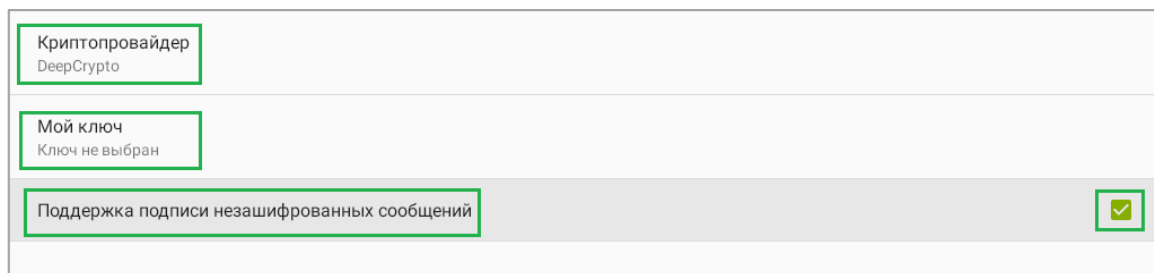 Криптопровайдер
DeepCrypto
Мой ключ
Ключ не выбран
Поддержка подписи незашифрованных сообщений